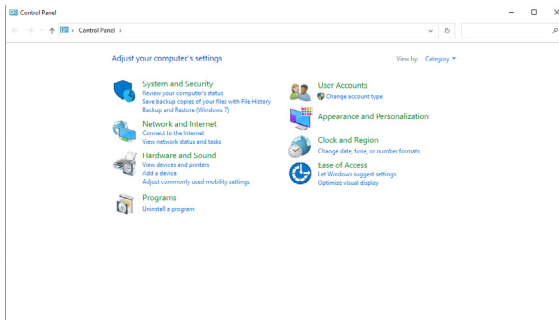 Control Panel
Control Panel
Adjust your computer's settings
View by: Category
System and Security
Review your computer's status
Save backup copies of your files with File History
Backup and Restore (Windows 7)
Network and Internet
Connect to the Internet
View network status and tasks
Hardware and Sound
View devices and printers
Add a device
Adjust commonly used mobility settings
Programs
Uninstall a program
User Accounts
Change account type
Appearance and Personalization
Clock and Region
Change date, time, or number formats
Ease of Access
Let Windows suggest settings
Optimize visual display